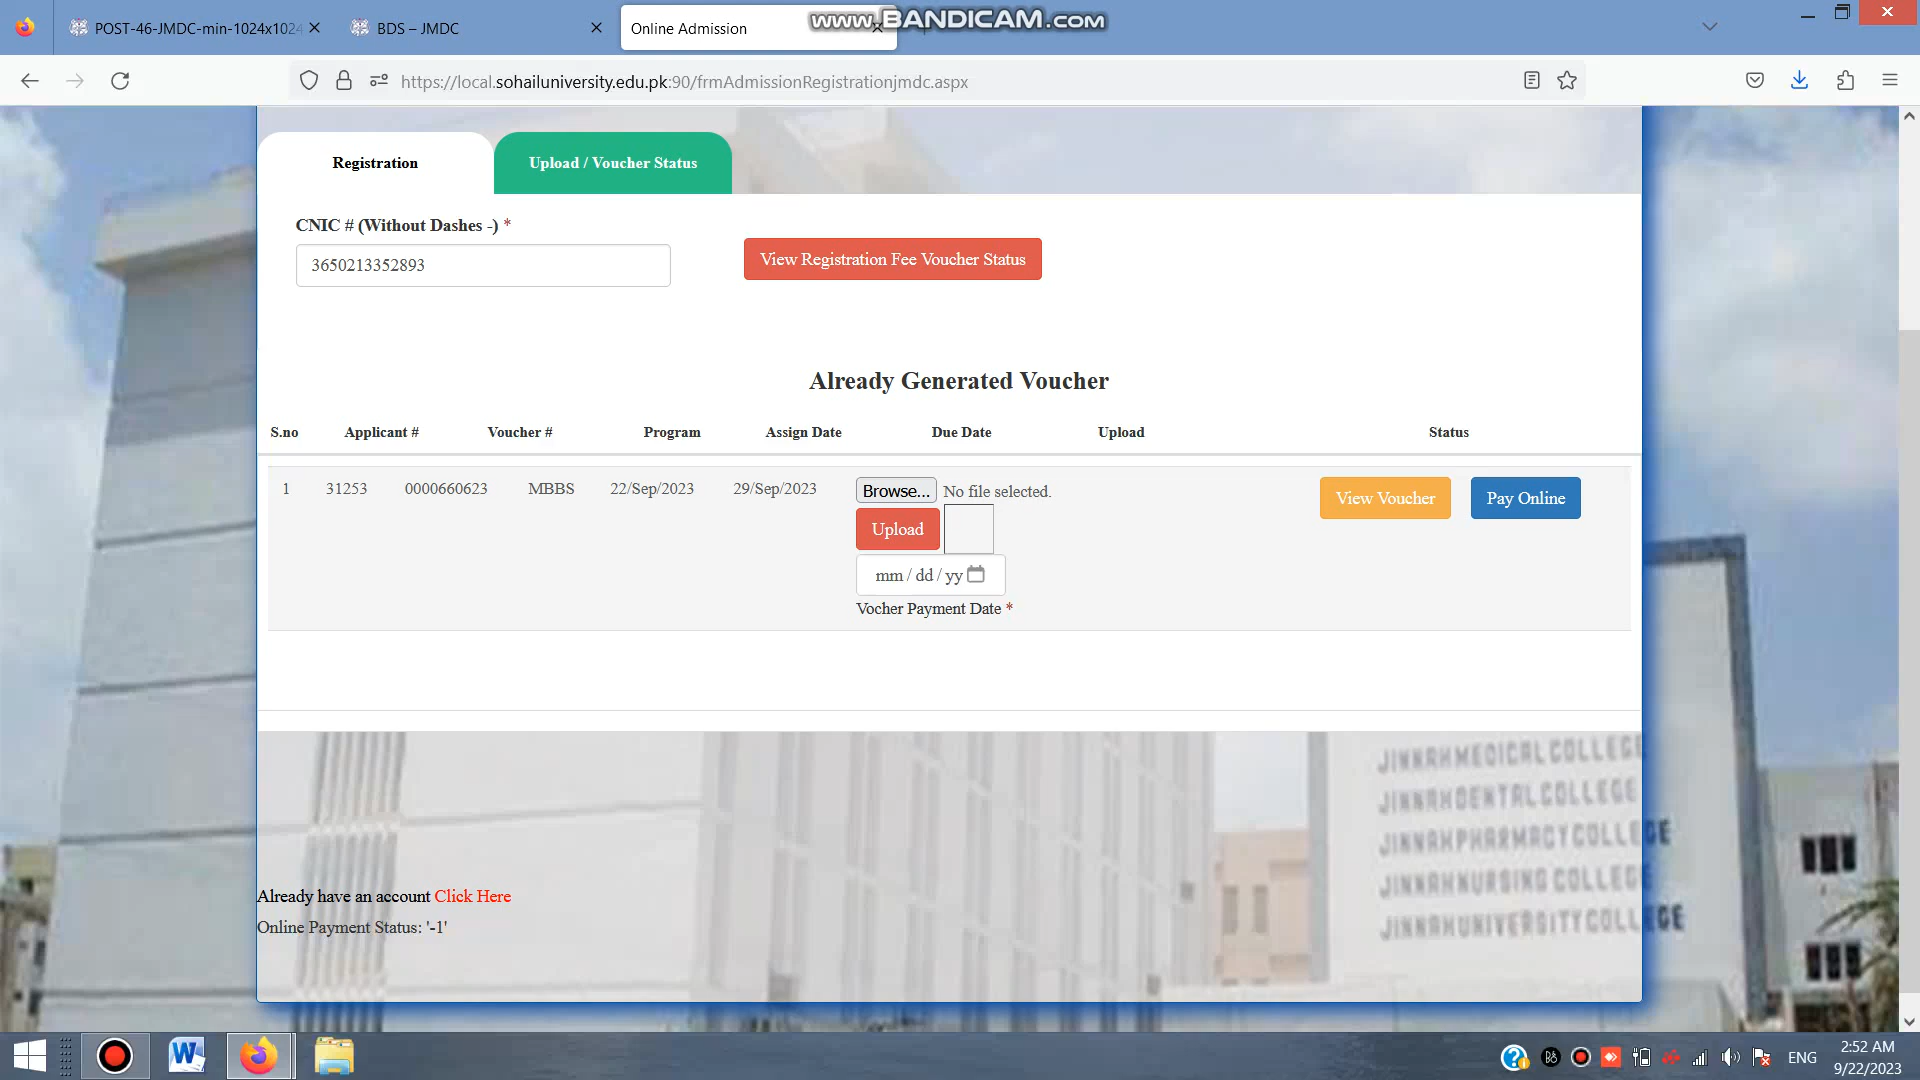 www.BANDICAM.com
POST-46-JMDC-min-1024x1024
BDS – JMDC
Online Admission
https://local.sohailuniversity.edu.pk:90/frmAdmissionRegistrationjmdc.aspx
Registration
Upload / Voucher Status
CNIC # (Without Dashes -) *
3650213352893
View Registration Fee Voucher Status
Already Generated Voucher
S.no Applicant # Voucher # Program Assign Date Due Date Upload Status
1 31253 0000660623 MBBS 22/Sep/2023 29/Sep/2023 Browse... No file selected. View Voucher Pay Online
Upload
mm / dd / yy
Vocher Payment Date *
JINNAH MEDICAL COLLEGE
JINNAH DENTAL COLLEGE
JINNAH PHARMACY COLLEGE
JINNAH NURSING COLLEGE
JINNAH UNIVERSITY COLLEGE
Already have an account Click Here
Online Payment Status: '-1'
ENG
2:52 AM
9/22/2023